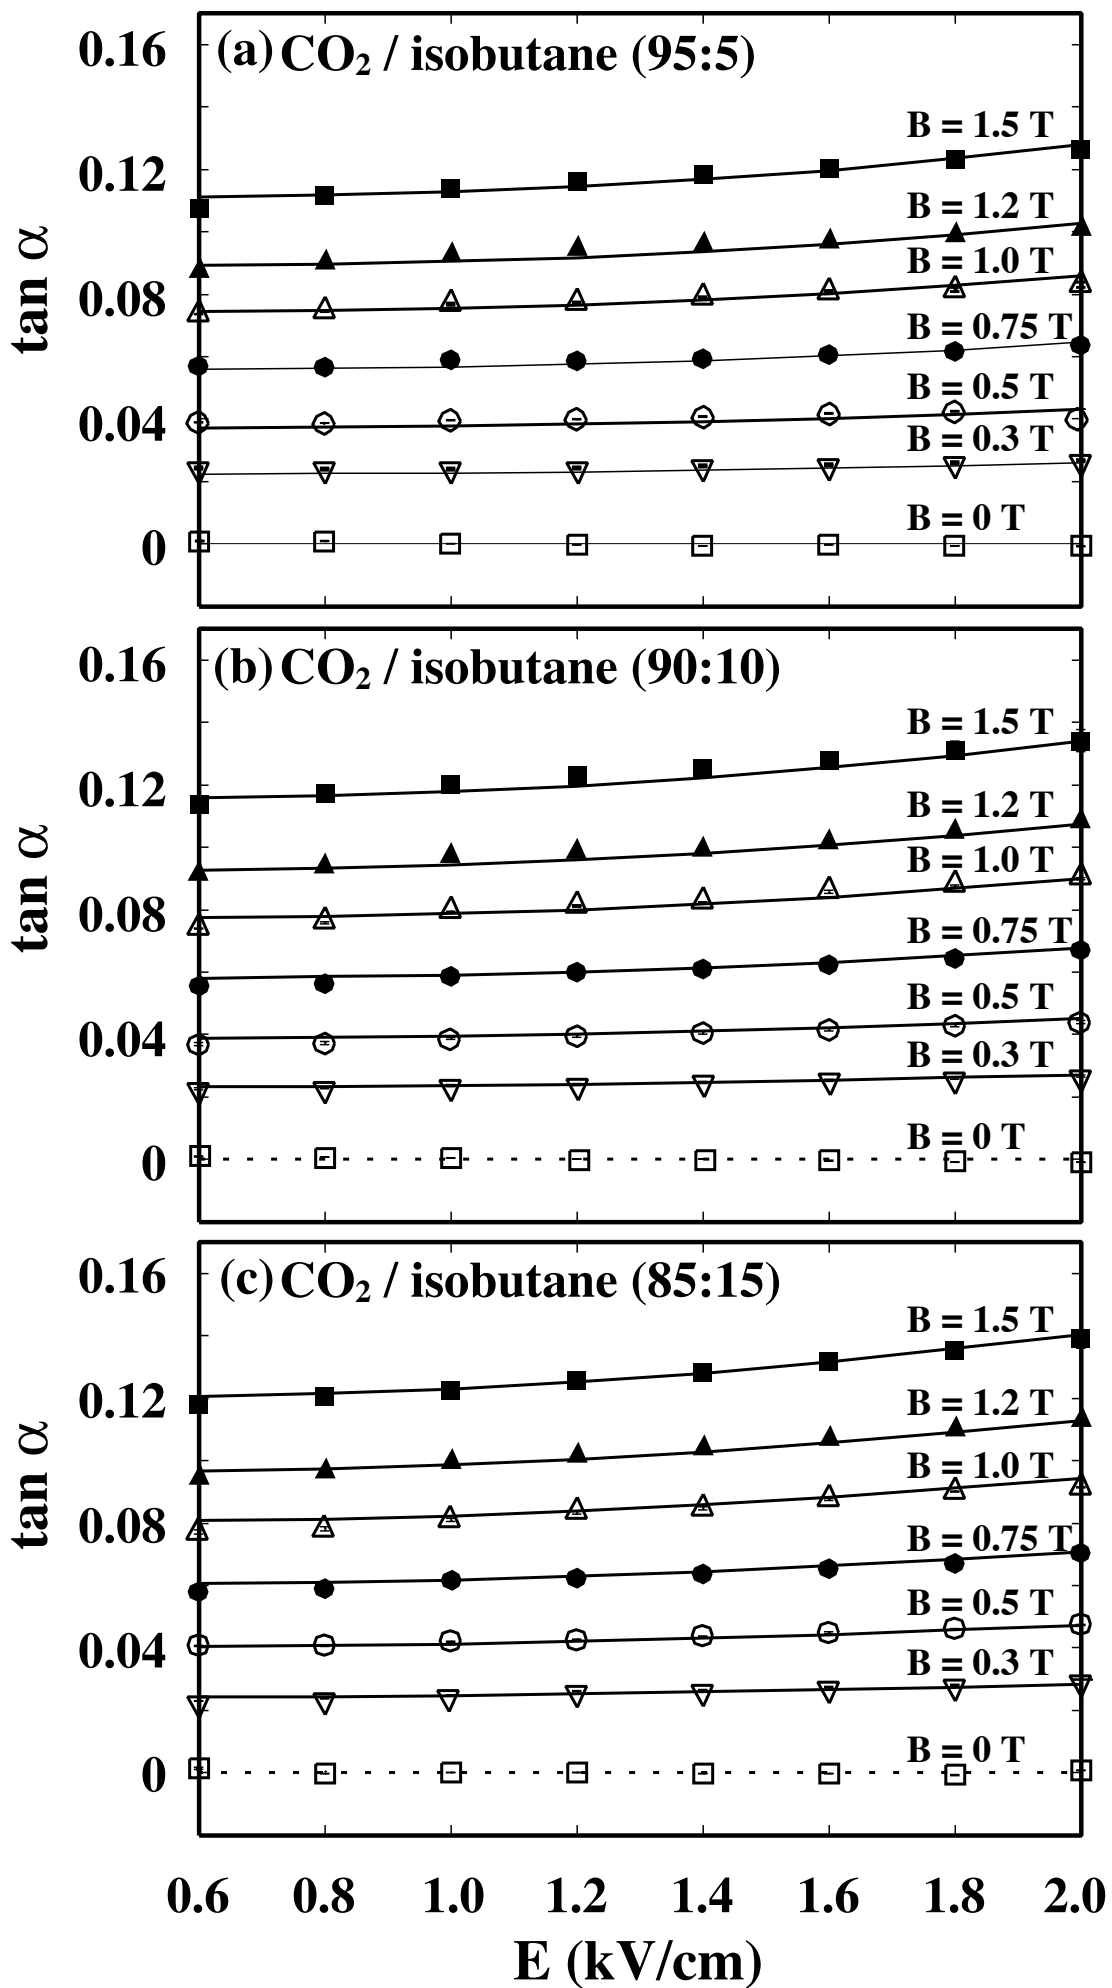 (a) CO₂ / isobutane (95:5)
0.16
B = 1.5 T
0.12
B = 1.2 T
B = 1.0 T
0.08
tan α
B = 0.75 T
B = 0.5 T
0.04
B = 0.3 T
B = 0 T
0
(b) CO₂ / isobutane (90:10)
0.16
B = 1.5 T
0.12
B = 1.2 T
B = 1.0 T
0.08
tan α
B = 0.75 T
B = 0.5 T
0.04
B = 0.3 T
B = 0 T
0
(c) CO₂ / isobutane (85:15)
0.16
B = 1.5 T
0.12
B = 1.2 T
B = 1.0 T
0.08
tan α
B = 0.75 T
B = 0.5 T
0.04
B = 0.3 T
B = 0 T
0
0.6 0.8 1.0 1.2 1.4 1.6 1.8 2.0
E (kV/cm)